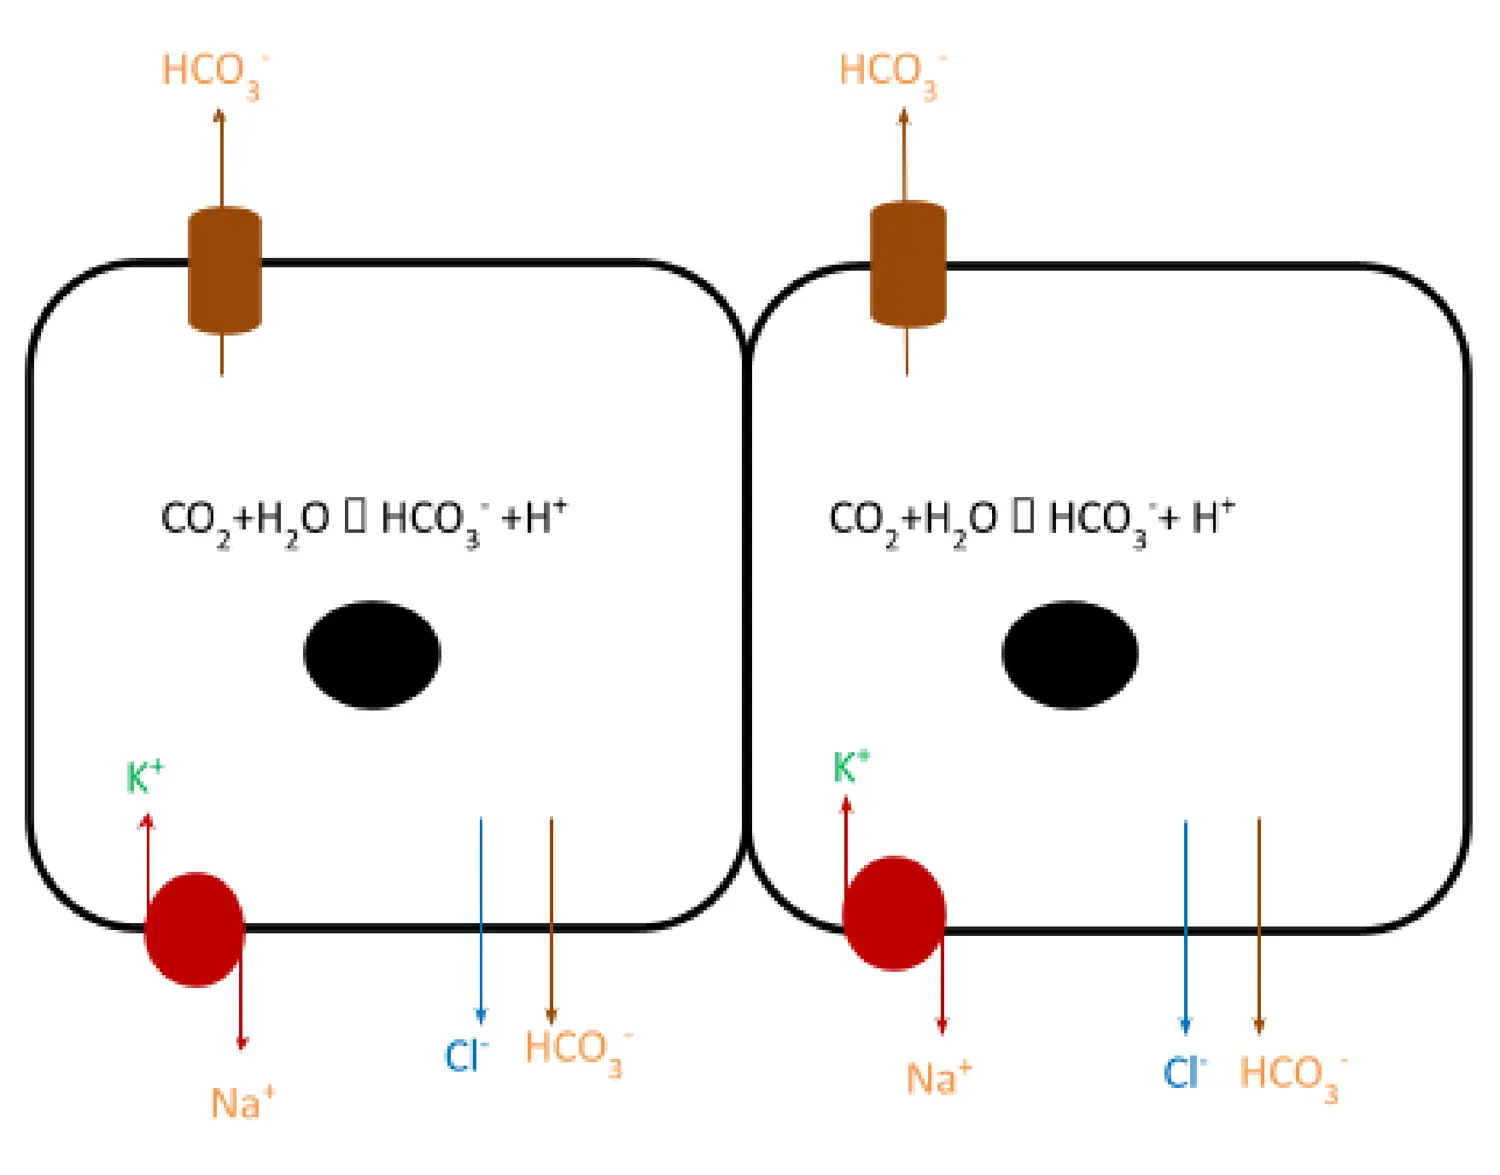 HCO₃⁻ HCO₃⁻
CO₂+H₂O ▯ HCO₃⁻ +H⁺ CO₂+H₂O ▯ HCO₃⁻+ H⁺
K⁺ K⁺
Cl⁻ HCO₃⁻ Cl⁻ HCO₃⁻
Na⁺ Na⁺